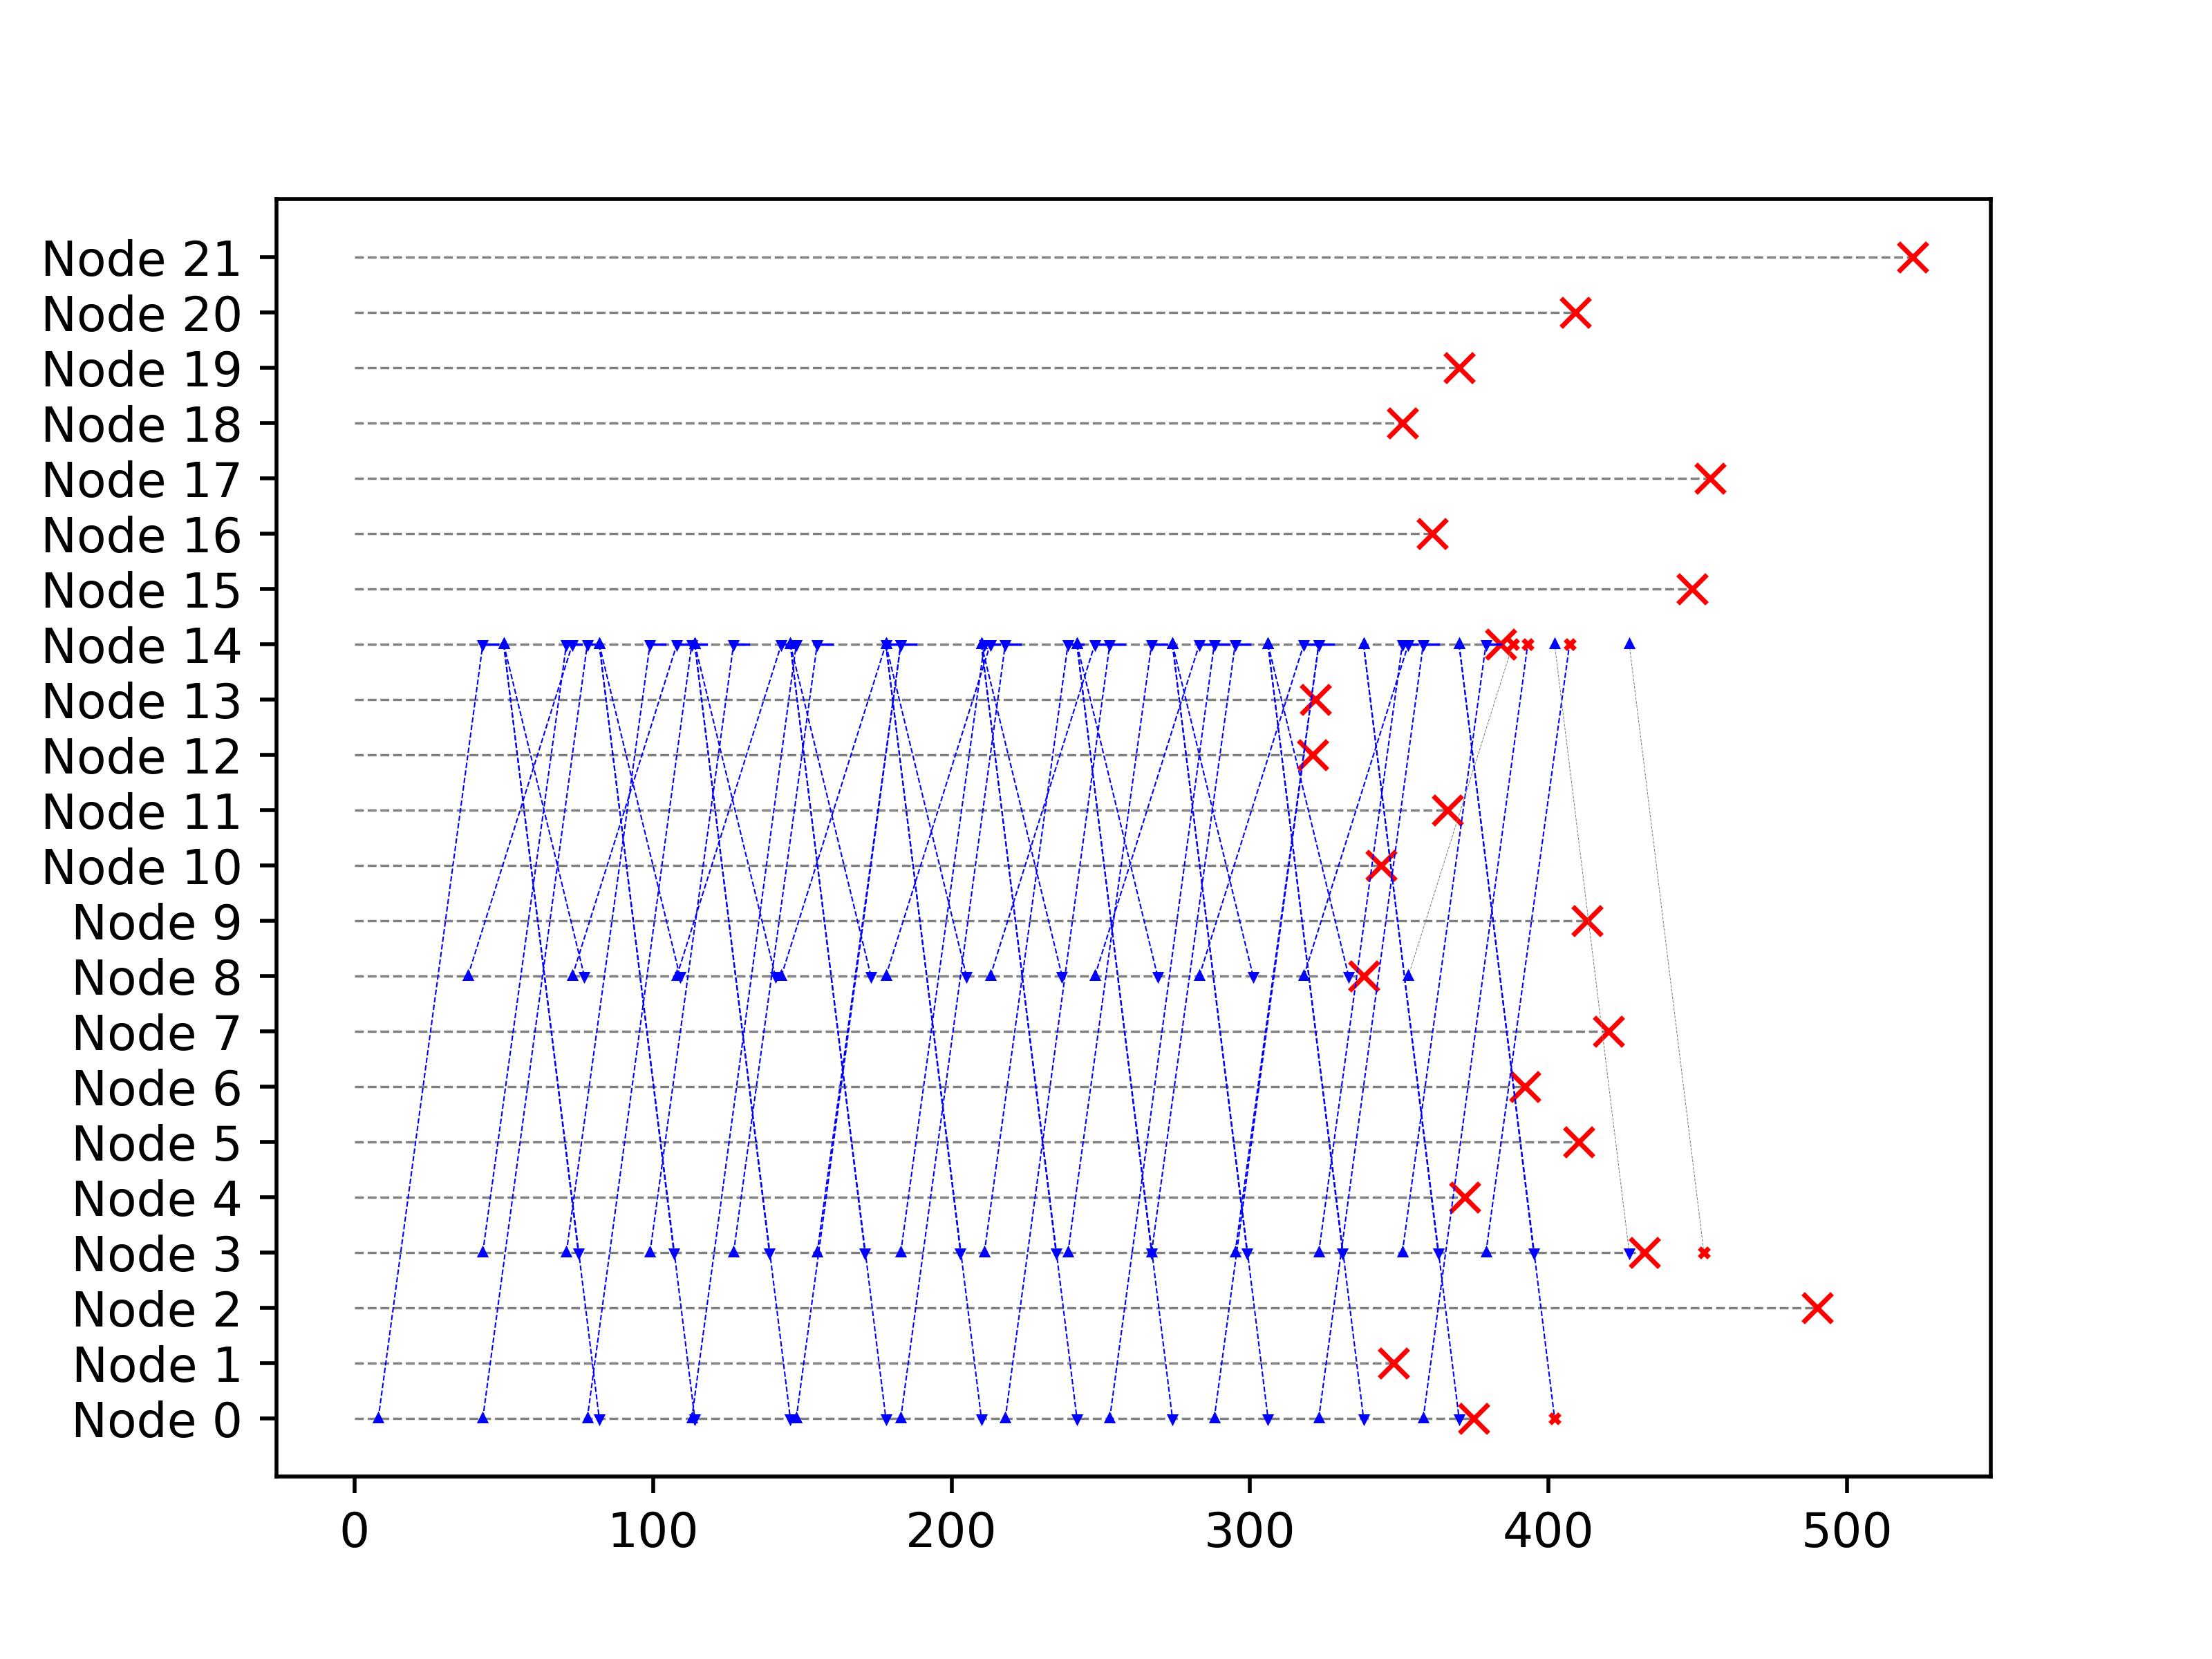 Node 21
Node 20
Node 19
Node 18
Node 17
Node 16
Node 15
Node 14
Node 13
Node 12
Node 11
Node 10
Node 9
Node 8
Node 7
Node 6
Node 5
Node 4
Node 3
Node 2
Node 1
Node 0
0 100 200 300 400 500